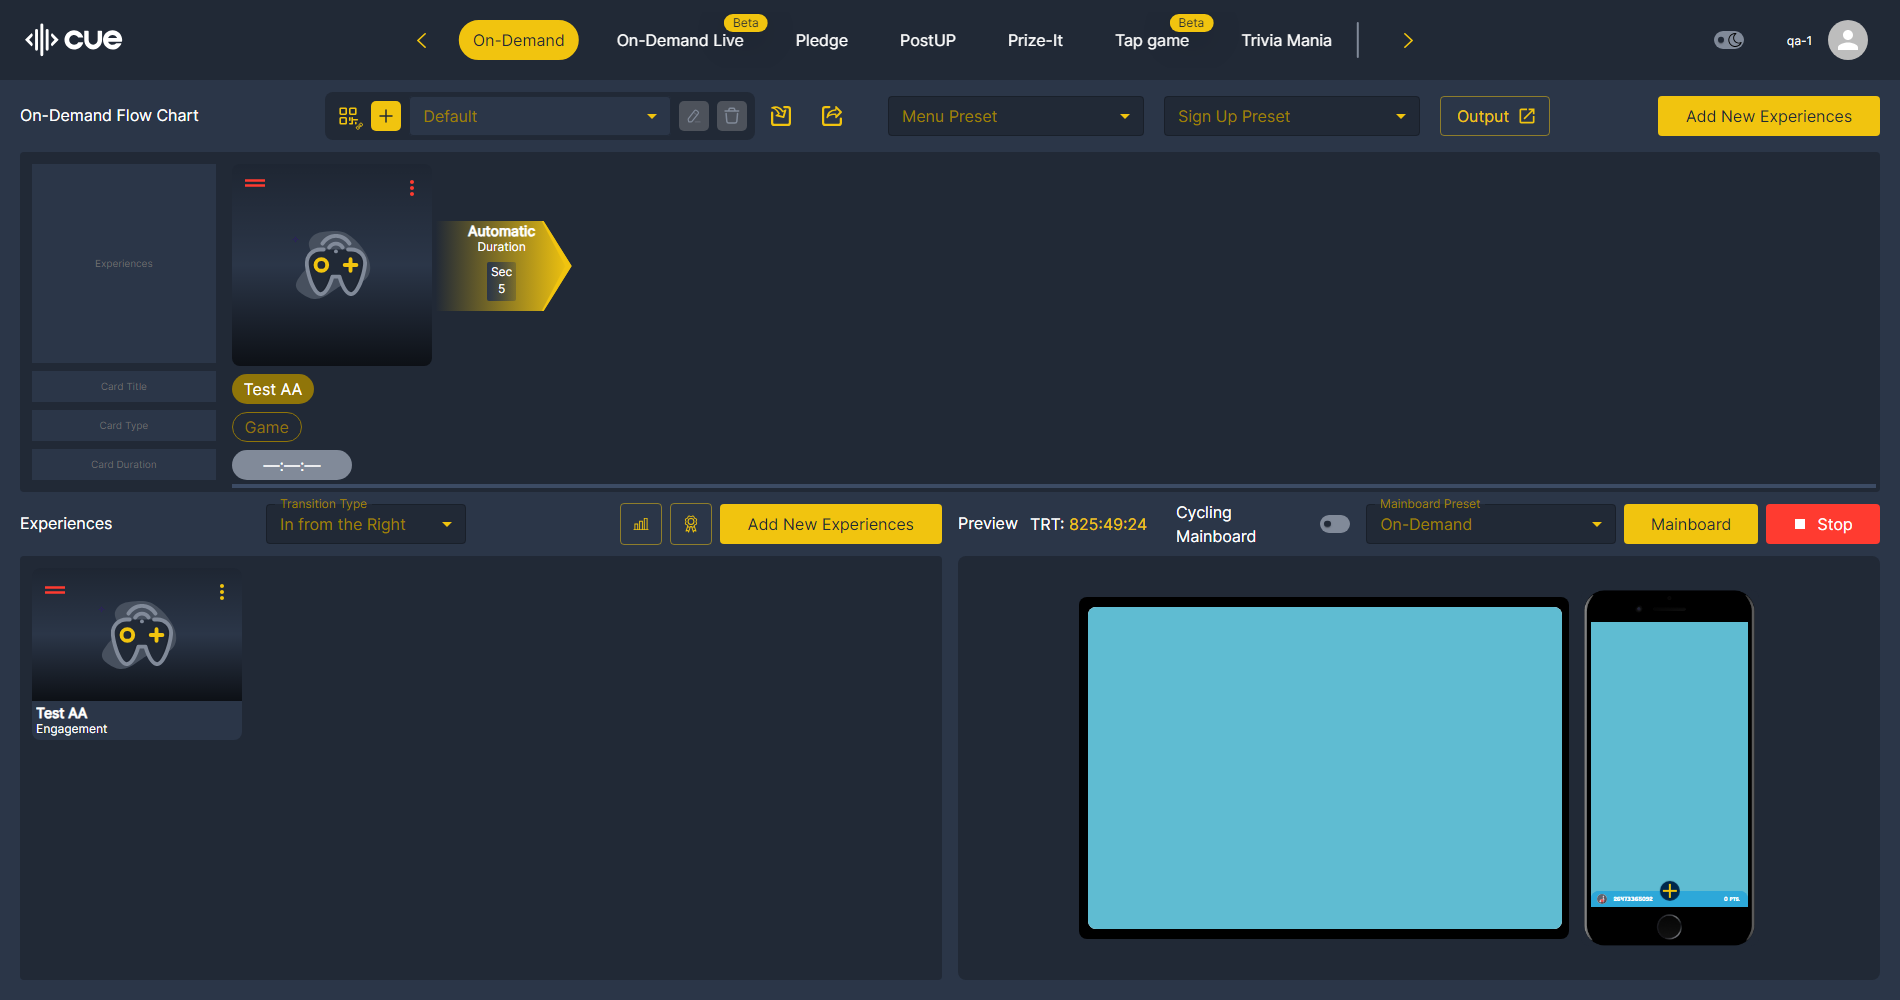 cue
On-Demand
On-Demand Live
Beta
Pledge
PostUP
Prize-It
Tap game
Beta
Trivia Mania
qa-1
On-Demand Flow Chart
Default
Menu Preset
Sign Up Preset
Output
Add New Experiences
Experiences
Automatic
Duration
Sec
5
Card Title
Test AA
Card Type
Game
Card Duration
—:—:—
Experiences
Transition Type
In from the Right
Add New Experiences
Preview
TRT: 825:49:24
Cycling
Mainboard
Mainboard Preset
On-Demand
Mainboard
Stop
Test AA
Engagement
0 PTS.